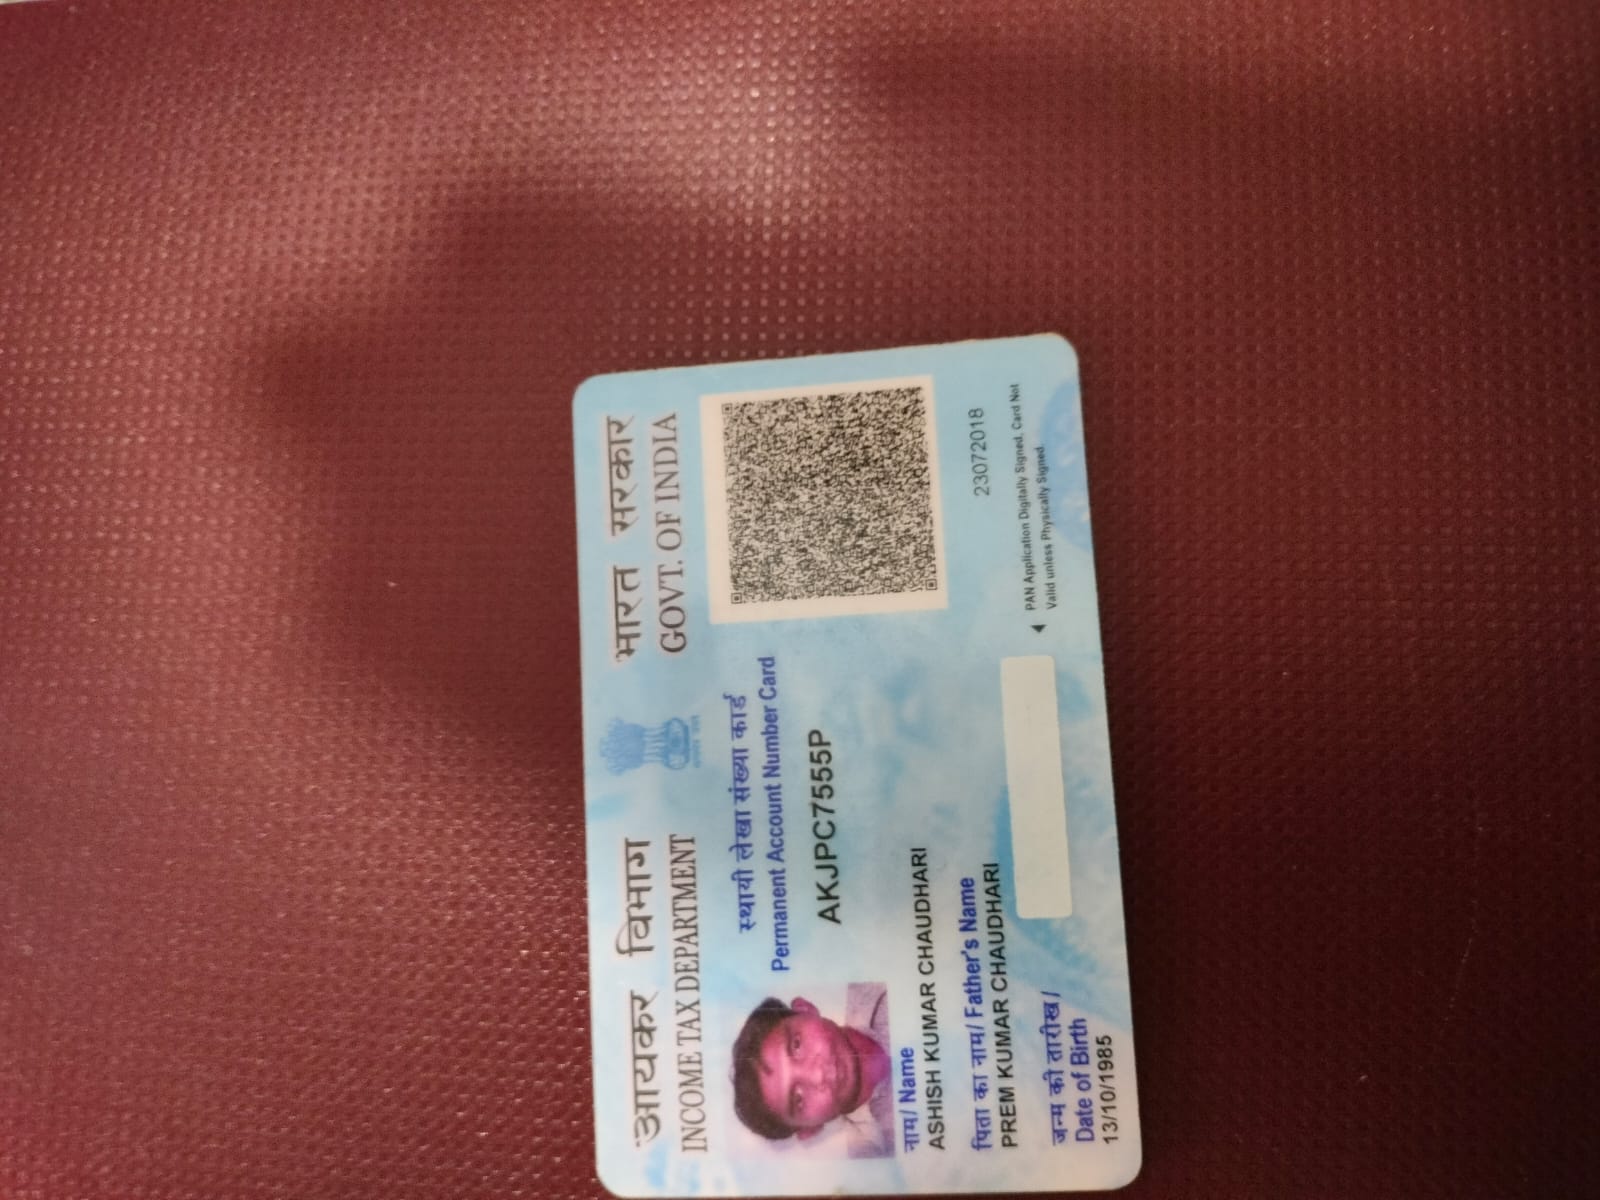 आयकर विभाग
INCOME TAX DEPARTMENT
भारत सरकार
GOVT. OF INDIA
स्थायी लेखा संख्या कार्ड
Permanent Account Number Card
AKJPC7555P
नाम/ Name
ASHISH KUMAR CHAUDHARI
पिता का नाम/ Father's Name
PREM KUMAR CHAUDHARI
जन्म की तारीख/
Date of Birth
13/10/1985
23072018
PAN Application Digitally Signed, Card Not
Valid unless Physically Signed